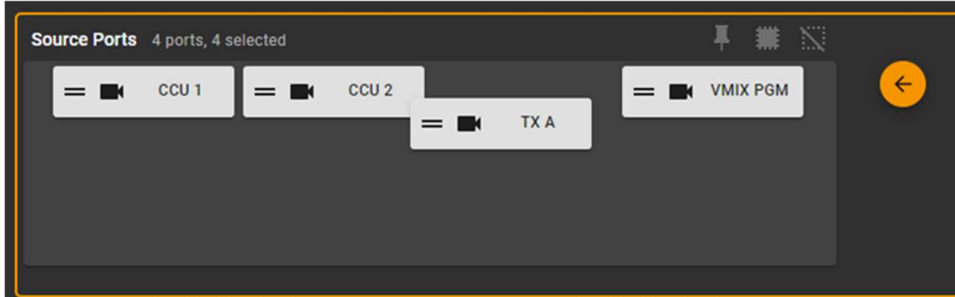 Source Ports 4 ports, 4 selected
CCU 1 CCU 2 VMIX PGM
TX A